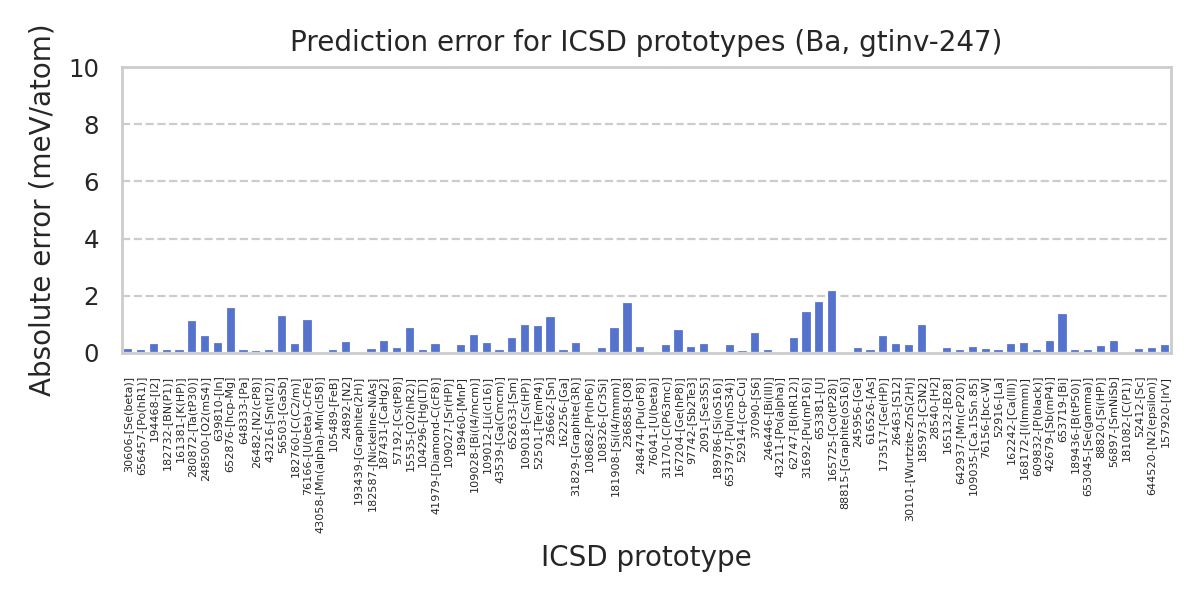 Prediction error for ICSD prototypes (Ba, gtinv-247)
Absolute error (meV/atom)
10
8
6
4
2
0
30606-[Se(beta)]
656457-[Po(hR1)]
194468-[I2]
182732-[BN(P1)]
161381-[K(HP)]
280872-[Ta(tP30)]
248500-[O2(mS4)]
639810-[In]
652876-[hcp-Mg]
648333-[Pa]
26482-[N2(cP8)]
43216-[Sn(tI2)]
56503-[GaSb]
182760-[C(C2/m)]
76166-[U(beta)-CrFe]
43058-[Mn(alpha)-Mn(cI58)]
105489-[FeB]
24892-[N2]
193439-[Graphite(2H)]
182587-[Nickeline-NiAs]
187431-[CaHg2]
57192-[Cs(tP8)]
15535-[O2(hR2)]
104296-[Hg(LT)]
41979-[Diamond-C(cF8)]
109027-[Sr(HP)]
189460-[MnP]
109028-[Bi(I4/mcm)]
109012-[Li(cI16)]
43539-[Ga(Cmcm)]
652633-[Sm]
109018-[Cs(HP)]
52501-[Te(mP4)]
236662-[Sn]
162256-[Ga]
31829-[Graphite(3R)]
108682-[Pr(hP6)]
108326-[Cr3Si]
181908-[Si(I4/mmm)]
236858-[O8]
248474-[Pu(oF8)]
76041-[U(beta)]
31170-[C(P63mc)]
167204-[Ge(hP8)]
97742-[Sb2Te3]
2091-[Se3S5]
189786-[Si(oS16)]
653797-[Pu(mS34)]
52914-[ccp-Cu]
37090-[S6]
246446-[Bi(III)]
43211-[Po(alpha)]
62747-[B(hR12)]
31692-[Pu(mP16)]
653381-[U]
165725-[Co(tP28)]
88815-[Graphite(oS16)]
245956-[Ge]
616526-[As]
173517-[Ge(HP)]
26463-[S12]
30101-[Wurtzite-ZnS(2H)]
185973-[C3N2]
28540-[H2]
165132-[B28]
642937-[Mn(cP20)]
109035-[Ca.15Sn.85]
76156-[bcc-W]
52916-[La]
162242-[Ca(III)]
168172-[I(Immm)]
609832-[P(black)]
42679-[Sb(mP4)]
653719-[Bi]
189436-[B(tP50)]
653045-[Se(gamma)]
88820-[Si(HP)]
56897-[SmNiSb]
181082-[C(P1)]
52412-[Sc]
644520-[N2(epsilon)]
157920-[IrV]
ICSD prototype